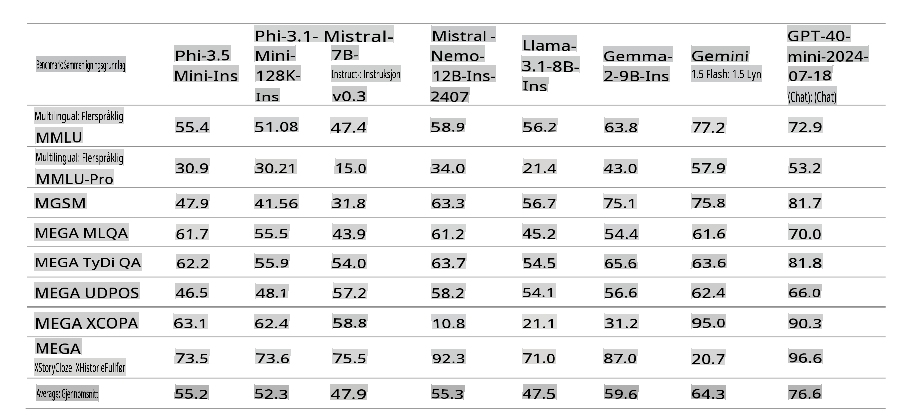 Benchmark: Sammenligningsgrunnlag Phi-3.5 Mini-Ins Phi-3.1-Mini-128K-Ins Mistral-7B-Instruct: Instruksjon v0.3 Mistral-Nemo-12B-Ins-2407 Llama-3.1-8B-Ins Gemma-2-9B-Ins Gemini 1.5 Flash: 1.5 Lyn GPT-4O-mini-2024-07-18 (Chat): (Chat)
Multilingual: Flerspråklig MMLU 55.4 51.08 47.4 58.9 56.2 63.8 77.2 72.9
Multilingual: Flerspråklig MMLU-Pro 30.9 30.21 15.0 34.0 21.4 43.0 57.9 53.2
MGSM 47.9 41.56 31.8 63.3 56.7 75.1 75.8 81.7
MEGA MLQA 61.7 55.5 43.9 61.2 45.2 54.4 61.6 70.0
MEGA TyDi QA 62.2 55.9 54.0 63.7 54.5 65.6 63.6 81.8
MEGA UDPOS 46.5 48.1 57.2 58.2 54.1 56.6 62.4 66.0
MEGA XCOPA 63.1 62.4 58.8 10.8 21.1 31.2 95.0 90.3
MEGA XStoryCloze: XHistorieFullfør 73.5 73.6 75.5 92.3 71.0 87.0 20.7 96.6
Average: Gjennomsnitt 55.2 52.3 47.9 55.3 47.5 59.6 64.3 76.6